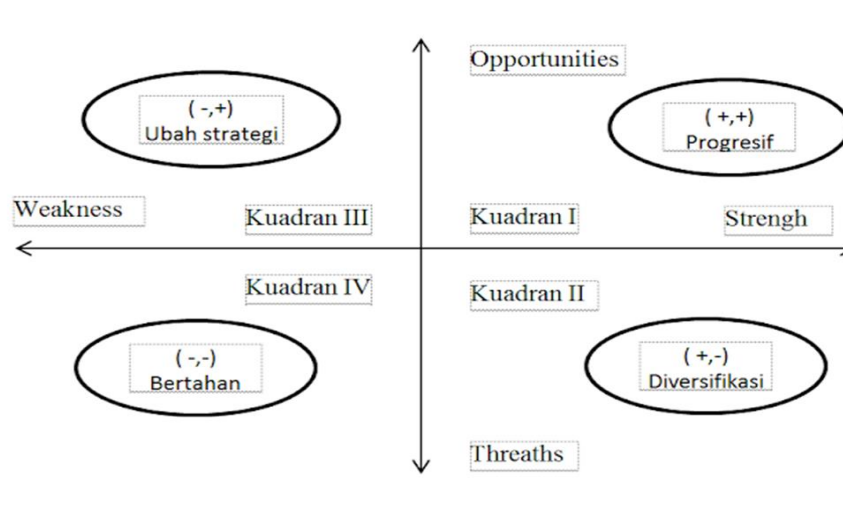 Opportunities
( -,+)
Ubah strategi
( +,+)
Progresif
Weakness
Kuadran III
Kuadran I
Strengh
Kuadran IV
Kuadran II
( -,-)
Bertahan
( +,-)
Diversifikasi
Threaths